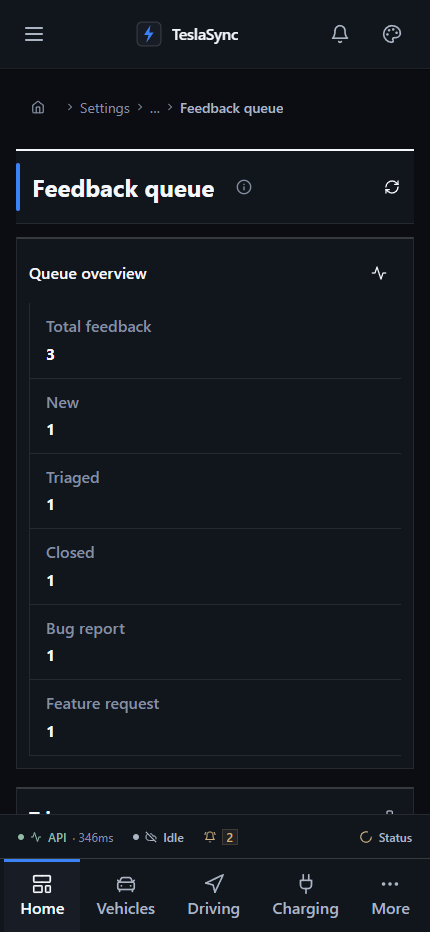 TeslaSync
Settings
...
Feedback queue
Feedback queue
Queue overview
Total feedback
3
New
1
Triaged
1
Closed
1
Bug report
1
Feature request
1
API · 346ms
Idle
2
Status
Home
Vehicles
Driving
Charging
More